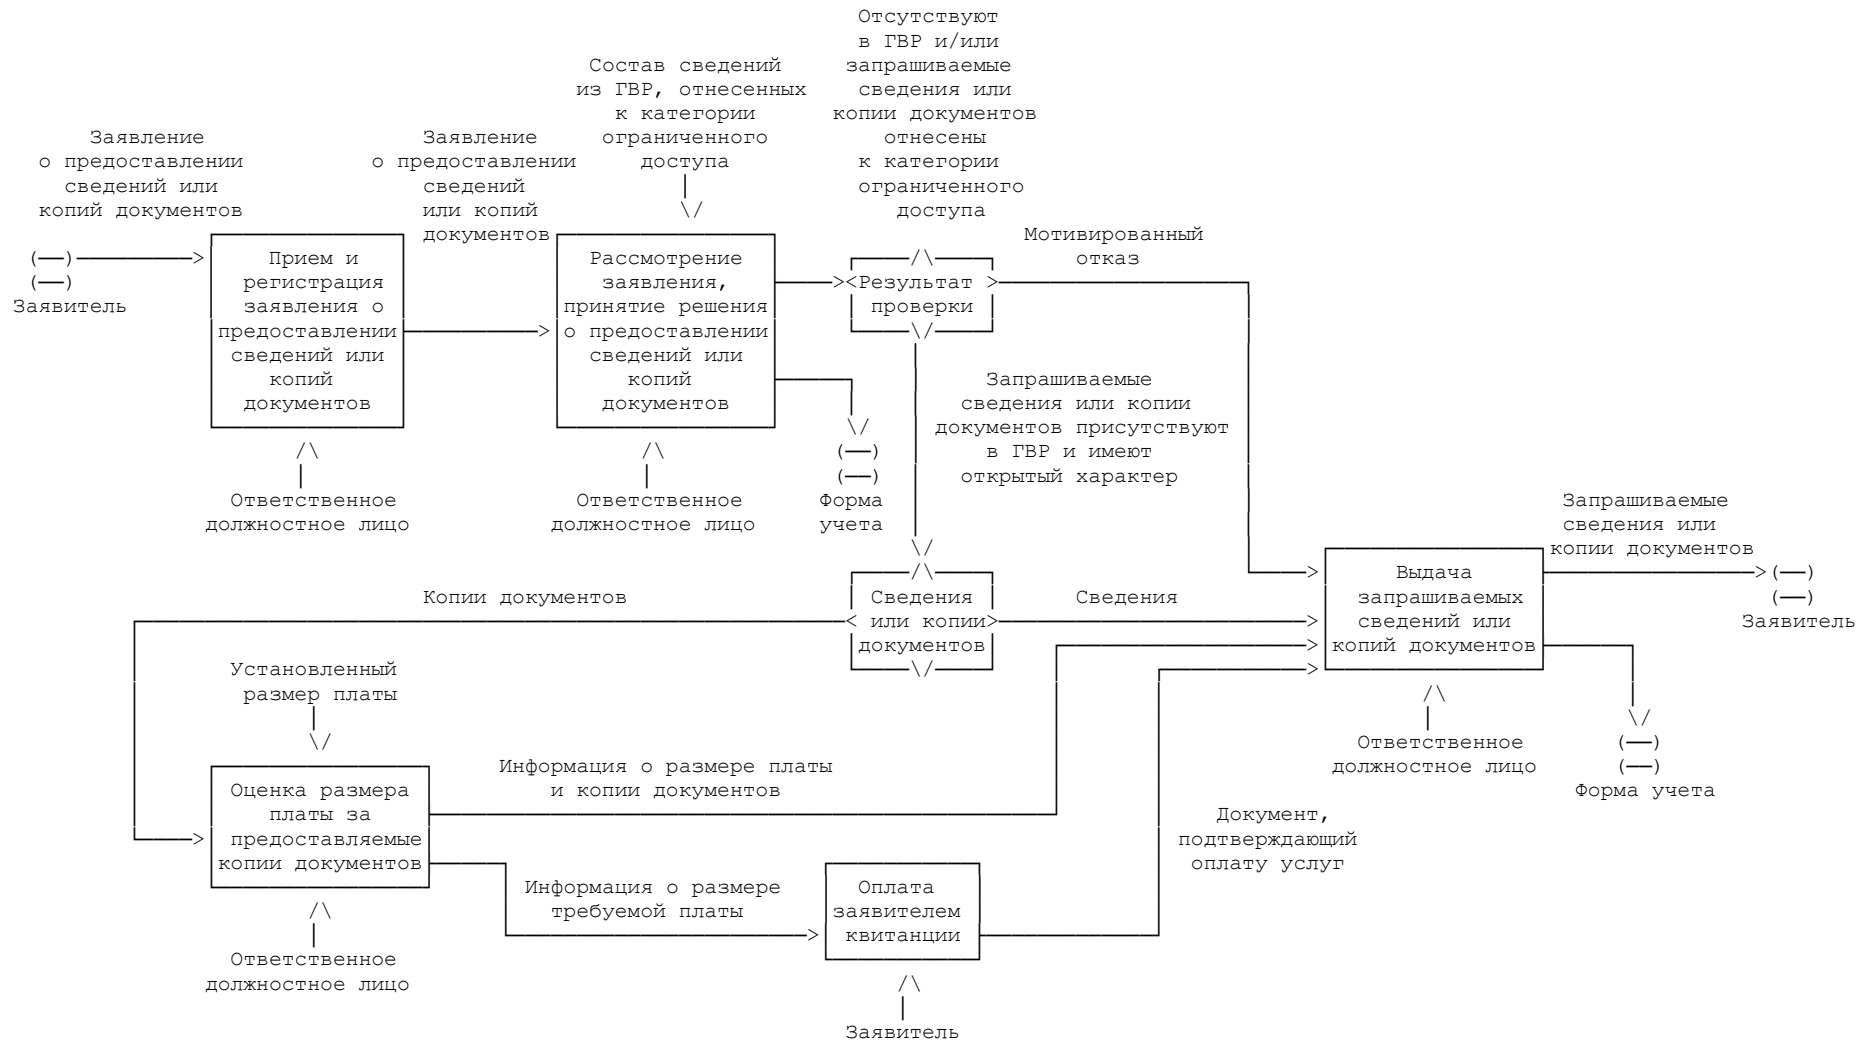 Отсутствуют
в ГВР и/или
запрашиваемые
сведения или
копии документов
отнесены
к категории
ограниченного
доступа
Состав сведений
из ГВР, отнесенных
к категории
ограниченного
доступа
Заявление
о предоставлении
сведений или
копий документов
Заявление
о предоставлении
сведений
или копий
документов
Заявитель
Прием и
регистрация
заявления о
предоставлении
сведений или
копий
документов
Ответственное
должностное лицо
Рассмотрение
заявления,
принятие решения
о предоставлении
сведений или
копий
документов
Ответственное
должностное лицо
Форма
учета
Результат
проверки
Мотивированный
отказ
Запрашиваемые
сведения или копии
документов присутствуют
в ГВР и имеют
открытый характер
Сведения
или копии
документов
Копии документов
Сведения
Выдача
запрашиваемых
сведений или
копий документов
Запрашиваемые
сведения или
копии документов
Заявитель
Ответственное
должностное лицо
Форма учета
Установленный
размер платы
Оценка размера
платы за
предоставляемые
копии документов
Ответственное
должностное лицо
Информация о размере платы
и копии документов
Информация о размере
требуемой платы
Оплата
заявителем
квитанции
Заявитель
Документ,
подтверждающий
оплату услуг